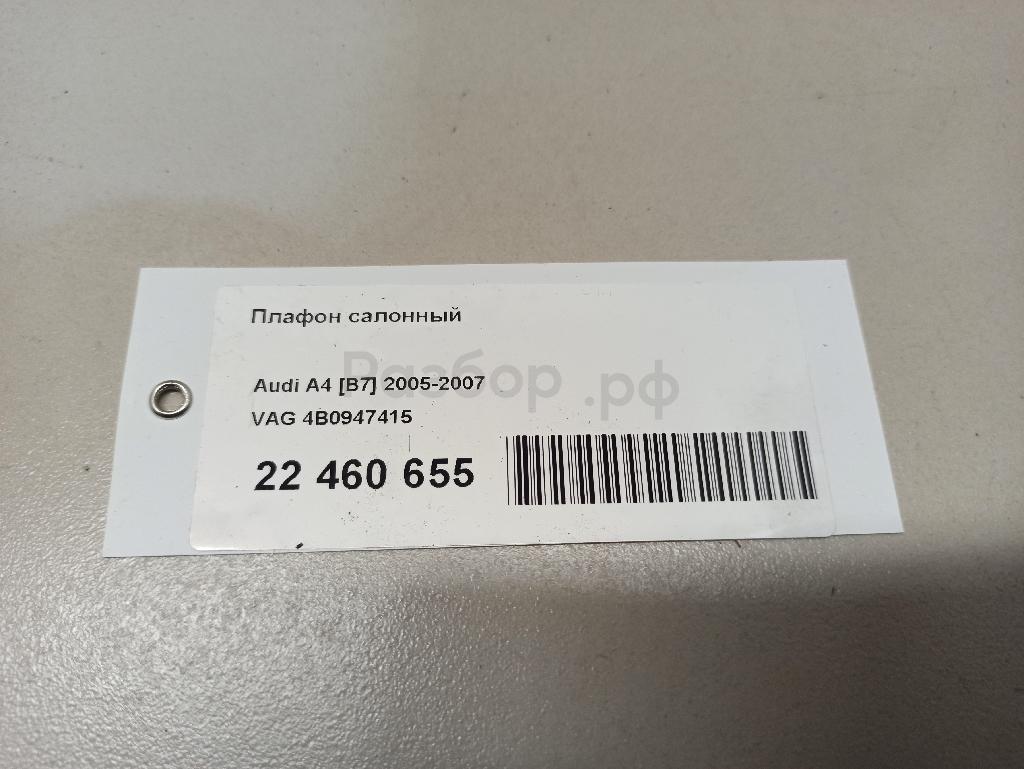 Плафон салонный
Разбор.рф
Audi A4 [B7] 2005-2007
VAG 4B0947415
22 460 655